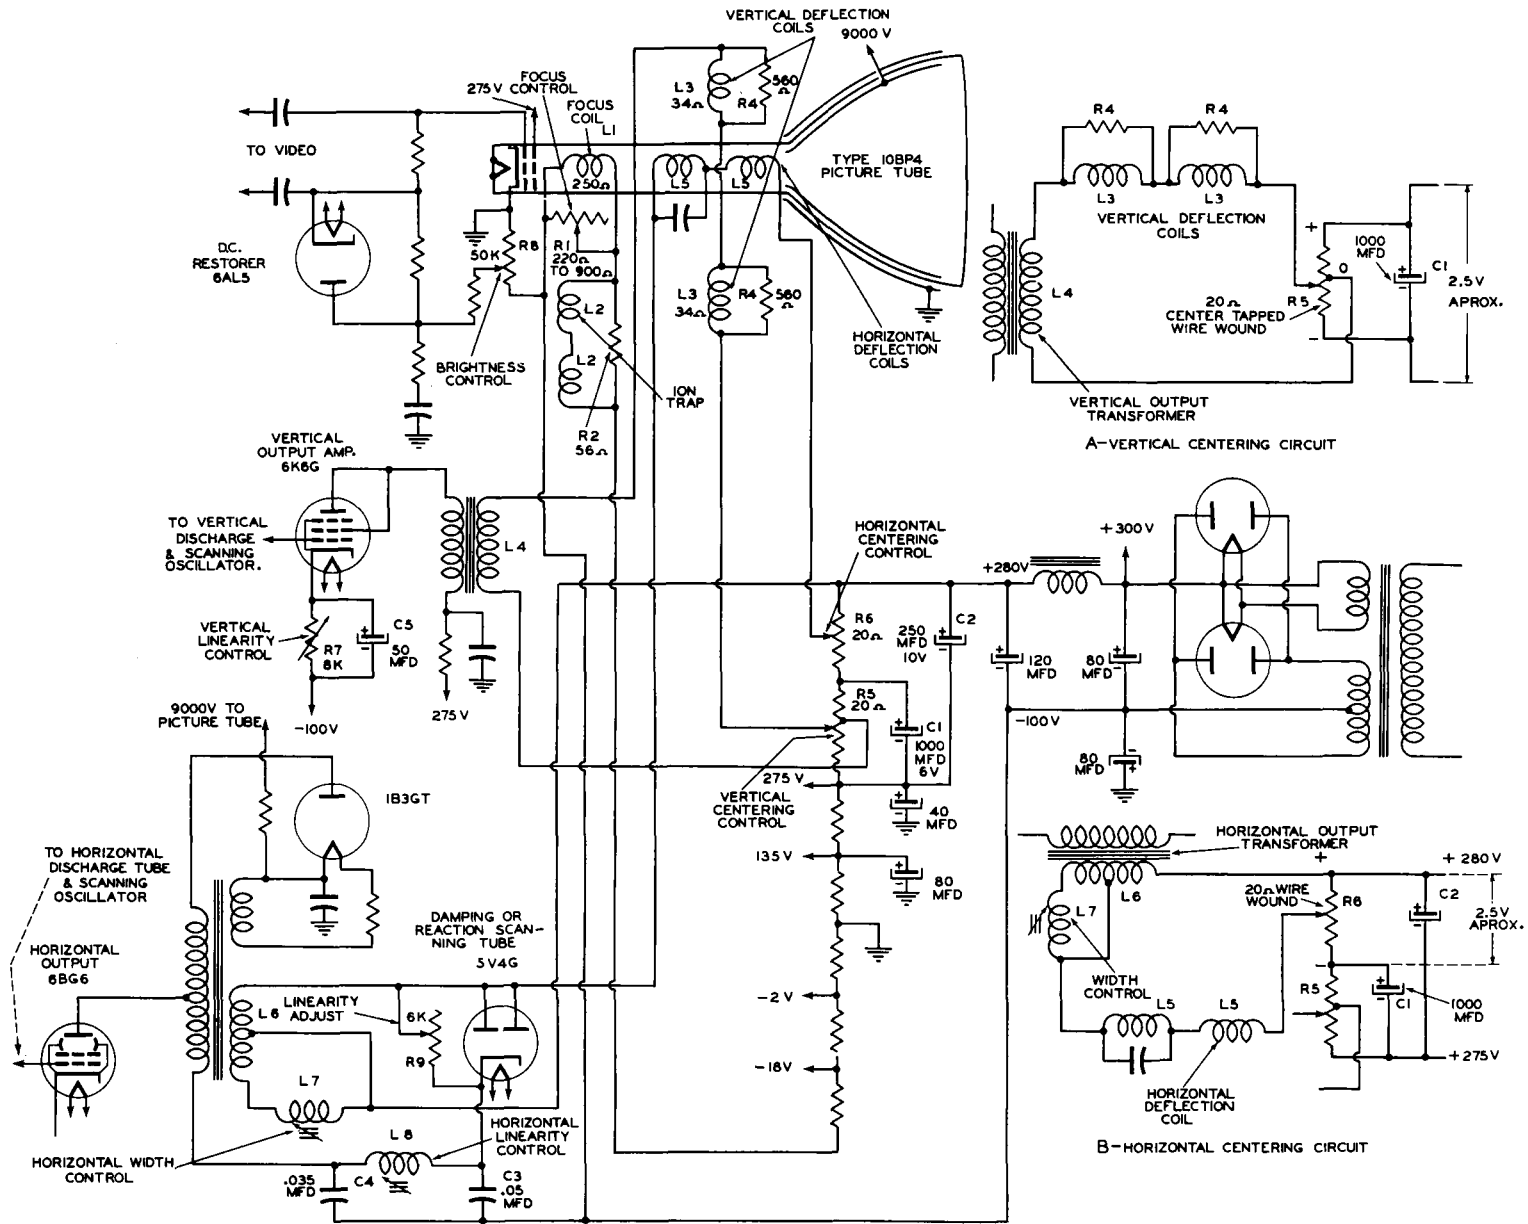 VERTICAL DEFLECTION
COILS
9000 V
FOCUS
275V CONTROL
FOCUS
COIL
L1
250Ω
TO VIDEO
D.C.
RESTORER
6AL5
50K
R8
R1
220Ω
TO 900Ω
BRIGHTNESS
CONTROL
L2
L2
ION
TRAP
R2
56Ω
L3
34Ω
R4
560
Ω
L5
L5
L3
34Ω
R4
560
Ω
TYPE 10BP4
PICTURE TUBE
HORIZONTAL
DEFLECTION
COILS
R4
R4
L3
L3
VERTICAL DEFLECTION
COILS
L4
+
O
-
20Ω
CENTER TAPPED
WIRE WOUND
R5
1000
MFD
+
-
C1
2.5V
APROX.
VERTICAL OUTPUT
TRANSFORMER
A-VERTICAL CENTERING CIRCUIT
VERTICAL
OUTPUT AMP.
6K6G
TO VERTICAL
DISCHARGE
& SCANNING
OSCILLATOR.
L4
VERTICAL
LINEARITY
CONTROL
R7
8K
+
-
C5
50
MFD
-100V
275V
HORIZONTAL
CENTERING
CONTROL
+280V
+300V
R6
20Ω
250
MFD
10V
+
-
C2
+
-
120
MFD
80
MFD
+
-
R5
20Ω
+
-
C1
1000
MFD
6V
-100V
80
MFD
-
+
275 V
VERTICAL
CENTERING
CONTROL
+
-
40
MFD
135V
+
-
80
MFD
-2V
-18V
9000V TO
PICTURE TUBE
1B3GT
TO HORIZONTAL
DISCHARGE TUBE
& SCANNING
OSCILLATOR
HORIZONTAL
OUTPUT
6BG6
DAMPING OR
REACTION SCAN-
NING TUBE
5V4G
L6
LINEARITY
ADJUST
6K
R9
L7
HORIZONTAL WIDTH
CONTROL
L8
HORIZONTAL
LINEARITY
CONTROL
.035
MFD
C4
C3
.05
MFD
HORIZONTAL OUTPUT
TRANSFORMER
+
+280V
L6
L7
20Ω WIRE
WOUND
R6
+
-
C2
2.5V
APROX.
WIDTH
CONTROL
-
L5
L5
R5
+
-
C1
1000
MFD
+275V
HORIZONTAL
DEFLECTION
COIL
B-HORIZONTAL CENTERING CIRCUIT